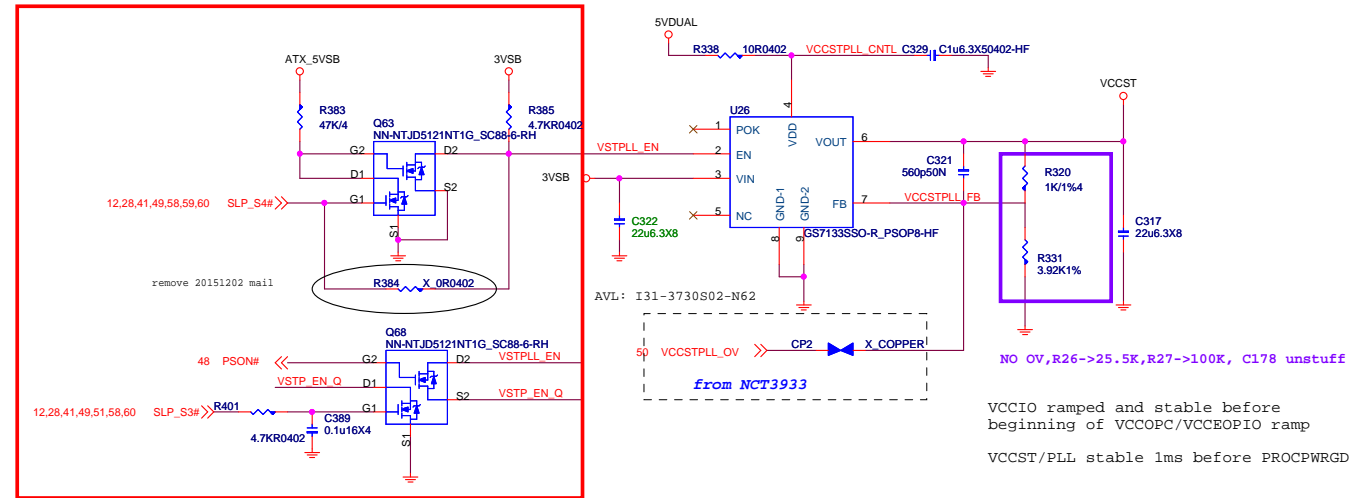 5VDUAL
R338
10R0402
VCCSTPLL_CNTL
C329
C1u6.3X50402-HF
ATX_5VSB
3VSB
VCCST
R383
47K/4
R385
4.7KR0402
Q63
NN-NTJD5121NT1G_SC88-6-RH
G2
D2
D1
S2
G1
S1
12,28,41,49,58,59,60
SLP_S4#
VSTPLL_EN
3VSB
U26
1
POK
2
EN
3
VIN
5
NC
4
VDD
VOUT
6
FB
7
GND-1
GND-2
8
9
GS7133SSO-R_PSOP8-HF
C322
22u6.3X8
C321
560p50N
VCCSTPLL_FB
R320
1K/1%4
R331
3.92K1%
C317
22u6.3X8
remove 20151202 mail
R384
X_0R0402
AVL: I31-3730S02-N62
Q68
NN-NTJD5121NT1G_SC88-6-RH
48
PSON#
G2
D2
VSTPLL_EN
VSTP_EN_Q
D1
S2
VSTP_EN_Q
12,28,41,49,51,58,60
SLP_S3#
R401
4.7KR0402
C389
0.1u16X4
G1
S1
50
VCCSTPLL_OV
CP2
X_COPPER
from NCT3933
NO OV,R26->25.5K,R27->100K, C178 unstuff
VCCIO ramped and stable before
beginning of VCCOPC/VCCEOPIO ramp
VCCST/PLL stable 1ms before PROCPWRGD